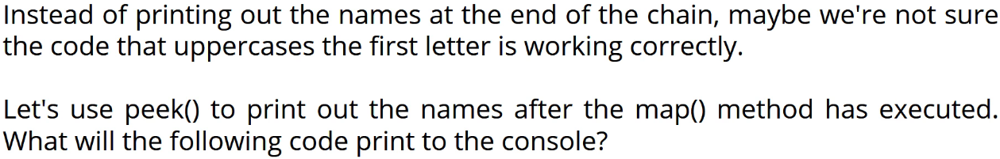 Instead of printing out the names at the end of the chain, maybe we're not sure
the code that uppercases the first letter is working correctly.
Let's use peek() to print out the names after the map() method has executed.
What will the following code print to the console?